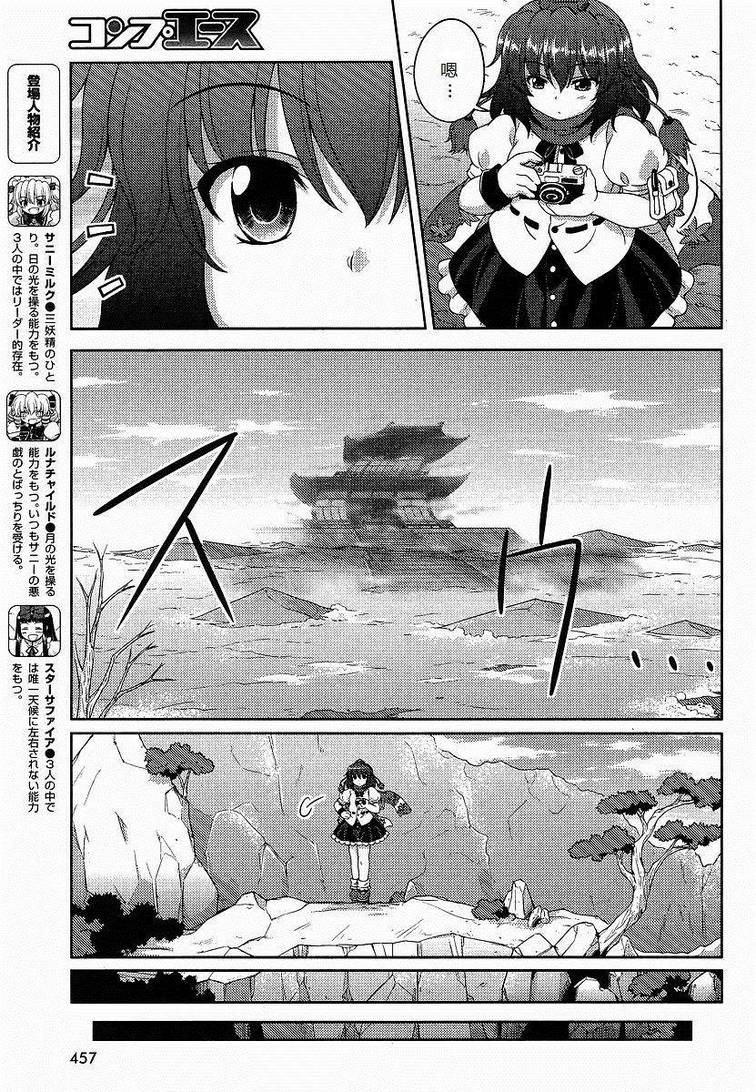 コンプエース
嗯…
スゥ…
登場人物紹介
サニーミルク●三妖精のひと
り。日の光を操る能力をもつ。
3人の中ではリーダー的存在。
ルナチャイルド●月の光を操る
能力をもつ。いつもサニーの悪
戯のとばっちりを受ける。
スターサファイア●3人の中で
は唯一天候に左右されない能力
をもつ。
457